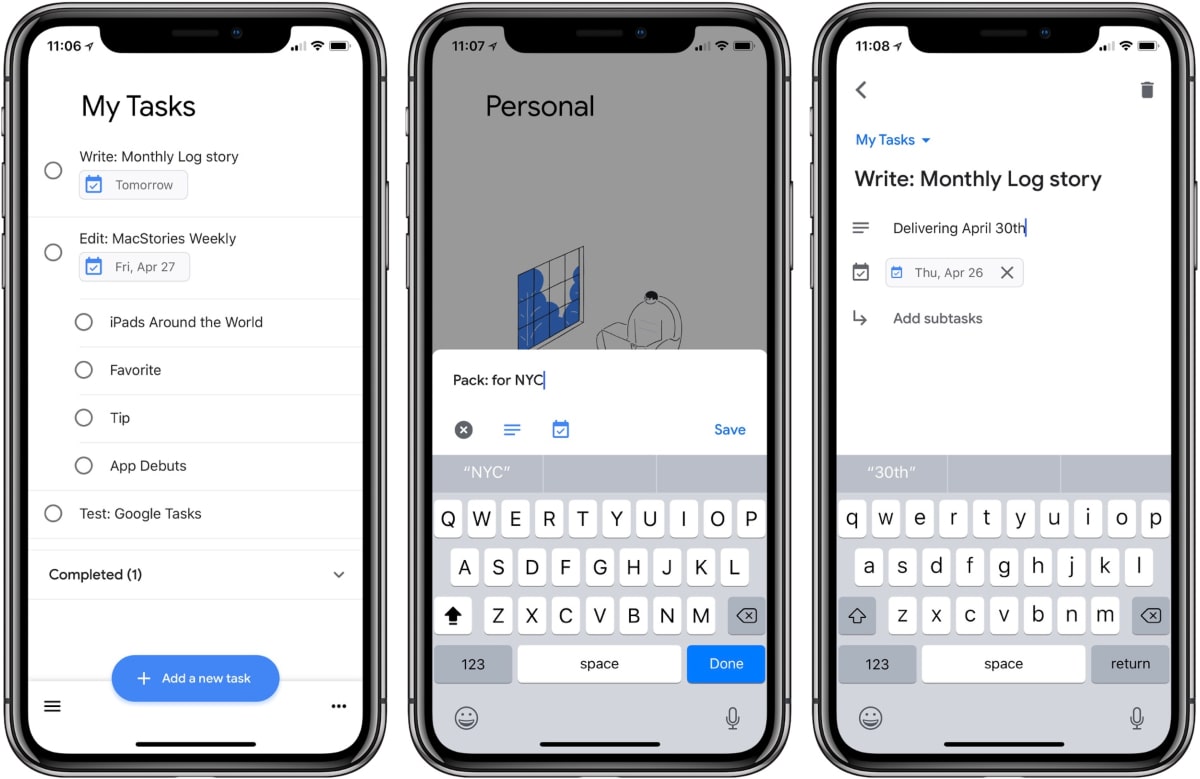 11:06
My Tasks
Write: Monthly Log story
Tomorrow
Edit: MacStories Weekly
Fri, Apr 27
iPads Around the World
Favorite
Tip
App Debuts
Test: Google Tasks
Completed (1)
+ Add a new task
11:07
Personal
Pack: for NYC
Save
“NYC”
Q W E R T Y U I O P
A S D F G H J K L
Z X C V B N M
123 space Done
11:08
My Tasks
Write: Monthly Log story
Delivering April 30th
Thu, Apr 26
Add subtasks
“30th”
q w e r t y u i o p
a s d f g h j k l
z x c v b n m
123 space return